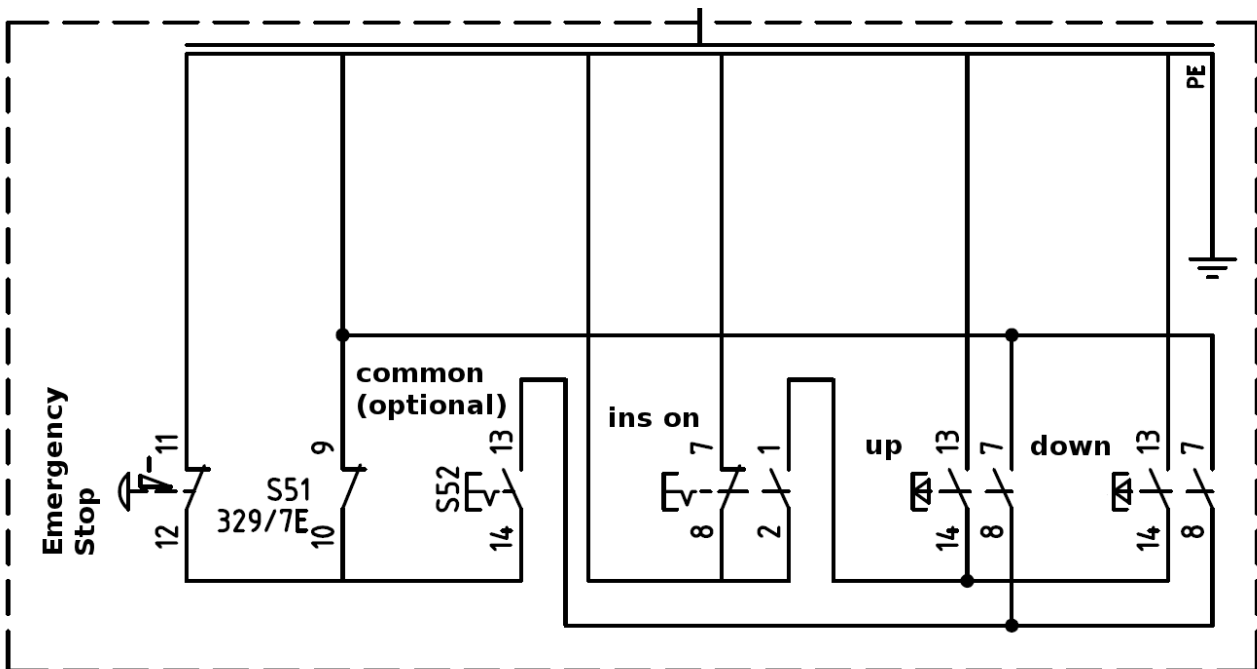 PE
common
(optional)
ins on
up
down
Emergency
Stop
11
12
S51
329/7E
9
10
S52
13
14
7
8
1
2
13
14
7
8
13
14
7
8